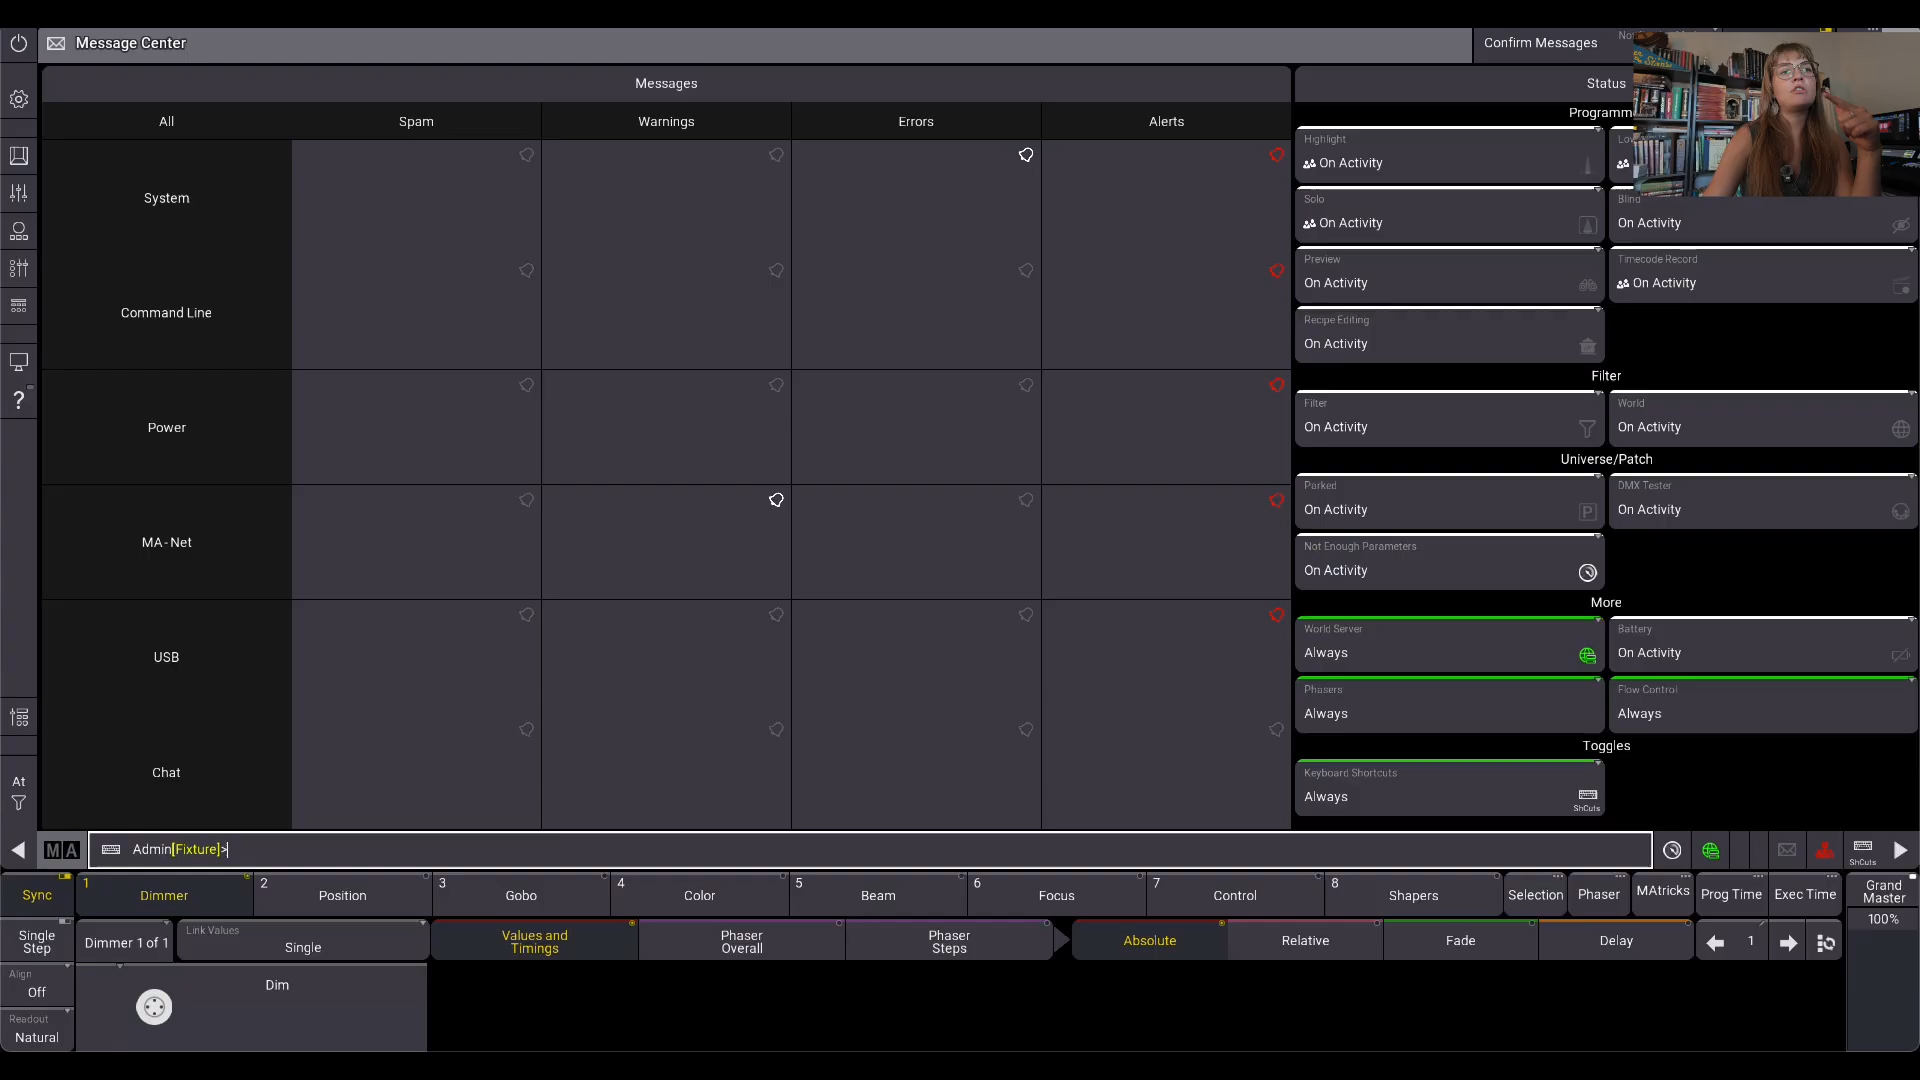 Message Center
Confirm Messages
Messages
Status
All
Spam
Warnings
Errors
Alerts
System
Command Line
Power
MA-Net
USB
Chat
Highlight
On Activity
Solo
On Activity
Blind
On Activity
Preview
On Activity
Timecode Record
On Activity
Recipe Editing
On Activity
Filter
Filter
On Activity
World
On Activity
Universe/Patch
Parked
On Activity
P
DMX Tester
On Activity
Not Enough Parameters
On Activity
More
World Server
Always
Battery
On Activity
Phasers
Always
Flow Control
Always
Toggles
Keyboard Shortcuts
Always
ShCuts
?
At
MA
Admin[Fixture]>
ShCuts
Sync
1 Dimmer
2 Position
3 Gobo
4 Color
5 Beam
6 Focus
7 Control
8 Shapers
Selection
Phaser
MAtricks
Prog Time
Exec Time
Grand
Master
100%
Single
Step
Dimmer 1 of 1
Link Values
Single
Values and
Timings
Phaser
Overall
Phaser
Steps
Absolute
Relative
Fade
Delay
1
Align
Off
Dim
Readout
Natural